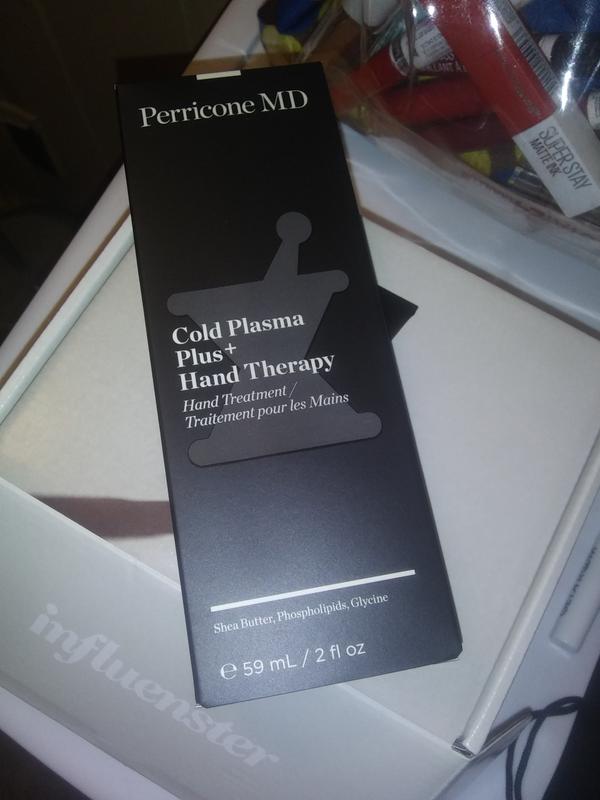 Perricone MD
Cold Plasma
Plus+
Hand Therapy
Hand Treatment /
Traitement pour les Mains
Shea Butter, Phospholipids, Glycine
℮ 59 mL / 2 fl oz
influenster
SUPER STAY
MATTE INK